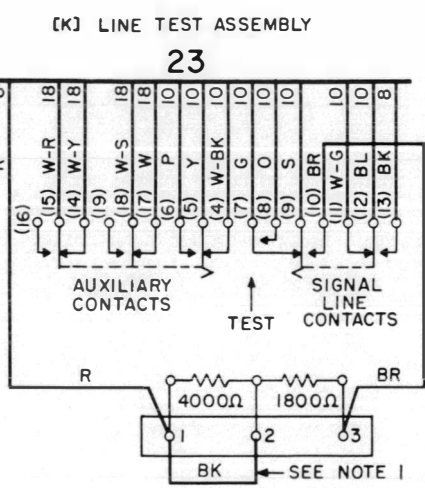 [K] LINE TEST ASSEMBLY
23
18 18 18 18 10 10 10 10 10 10 10 10 8
W-R W-Y W-S W P Y W-BK G O S BR W-G BL BK
(16) (15) (14) (19) (18) (17) (6) (5) (4) (7) (8) (9) (10) (11) (12) (13)
AUXILIARY
CONTACTS
TEST
SIGNAL
LINE
CONTACTS
R
BR
4000Ω
1800Ω
1
2
3
BK
SEE NOTE 1